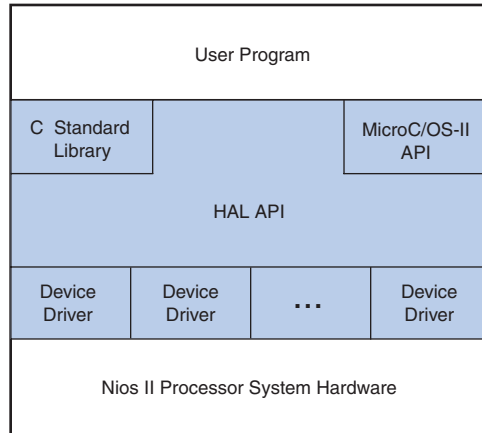 User Program
C Standard
Library
MicroC/OS-II
API
HAL API
Device
Driver
Device
Driver
...
Device
Driver
Nios II Processor System Hardware